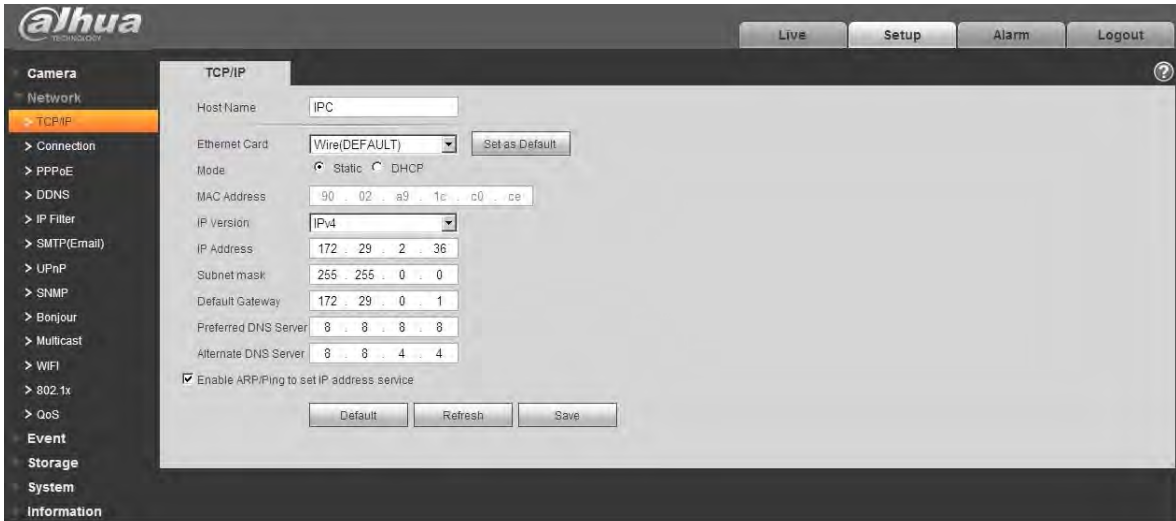 alhua
TECHNOLOGY
Live Setup Alarm Logout
Camera
Network
> TCP/IP
> Connection
> PPPoE
> DDNS
> IP Filter
> SMTP(Email)
> UPnP
> SNMP
> Bonjour
> Multicast
> WIFI
> 802.1x
> QoS
Event
Storage
System
Information
TCP/IP
?
Host Name IPC
Ethernet Card Wire(DEFAULT) Set as Default
Mode Static DHCP
MAC Address 90 . 02 . a9 . 1c . c0 . ce
IP Version IPv4
IP Address 172 . 29 . 2 . 36
Subnet mask 255 . 255 . 0 . 0
Default Gateway 172 . 29 . 0 . 1
Preferred DNS Server 8 . 8 . 8 . 8
Alternate DNS Server 8 . 8 . 4 . 4
Enable ARP/Ping to set IP address service
Default Refresh Save